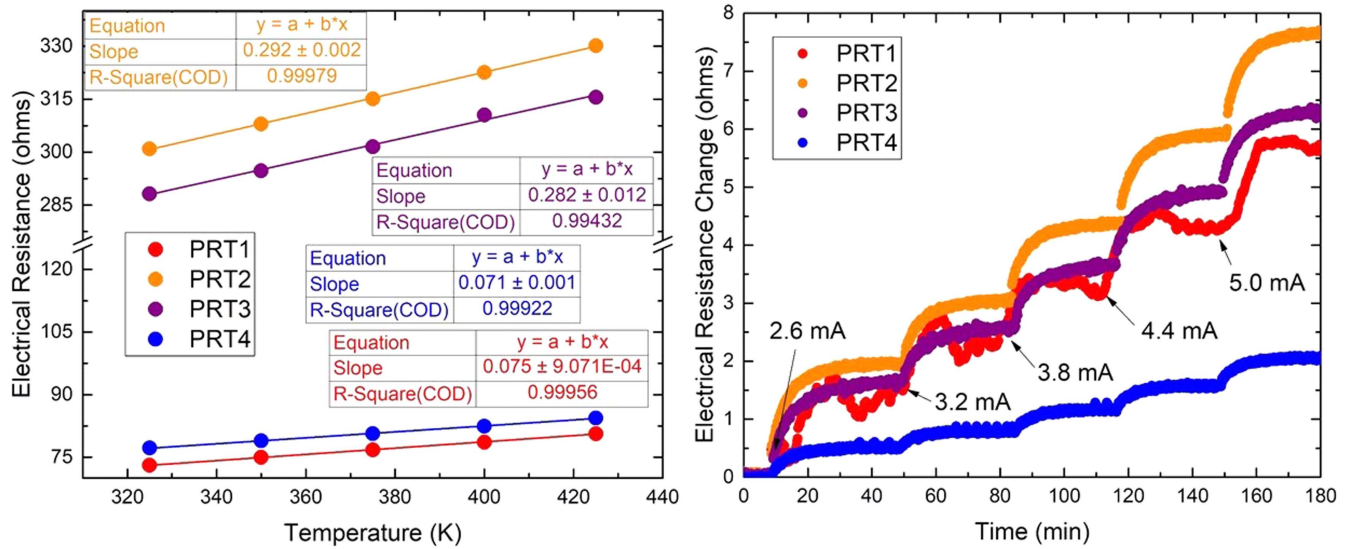 Equation y = a + b*x
Slope 0.292 ± 0.002
R-Square(COD) 0.99979
330
315
300
285
Equation y = a + b*x
Slope 0.282 ± 0.012
R-Square(COD) 0.99432
PRT1
PRT2
PRT3
PRT4
Equation y = a + b*x
Slope 0.071 ± 0.001
R-Square(COD) 0.99922
Equation y = a + b*x
Slope 0.075 ± 9.071E-04
R-Square(COD) 0.99956
120
105
90
75
Electrical Resistance (ohms)
320 340 360 380 400 420 440
Temperature (K)
8
7
6
5
4
3
2
1
0
Electrical Resistance Change (ohms)
PRT1
PRT2
PRT3
PRT4
2.6 mA
3.2 mA
3.8 mA
4.4 mA
5.0 mA
0 20 40 60 80 100 120 140 160 180
Time (min)